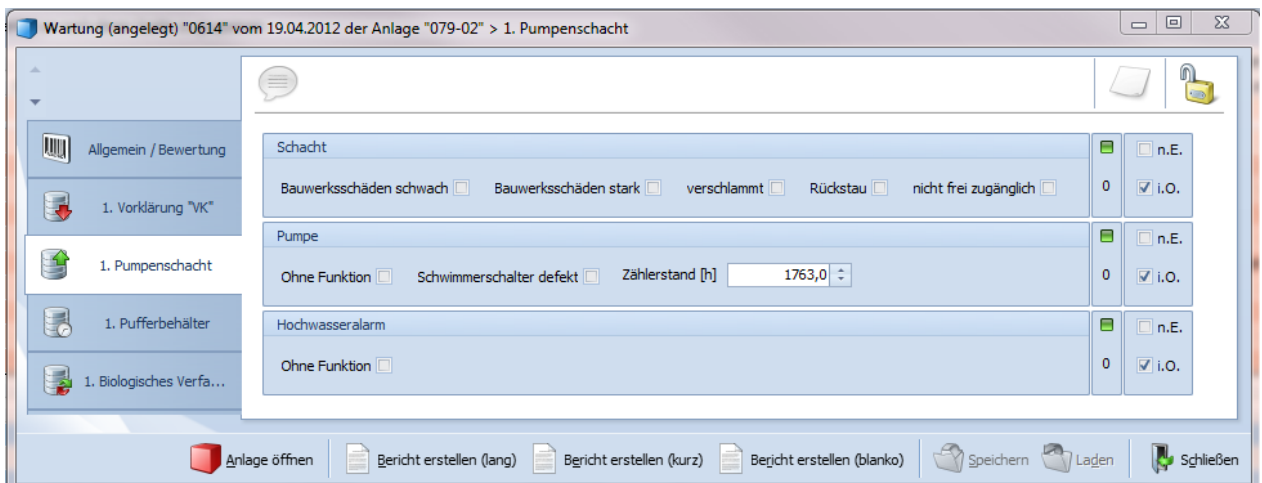 Wartung (angelegt) "0614" vom 19.04.2012 der Anlage "079-02" > 1. Pumpenschacht
Allgemein / Bewertung
1. Vorklärung "VK"
1. Pumpenschacht
1. Pufferbehälter
1. Biologisches Verfa...
Schacht
n.E.
Bauwerksschäden schwach Bauwerksschäden stark verschlammt Rückstau nicht frei zugänglich 0 i.O.
Pumpe
n.E.
Ohne Funktion Schwimmerschalter defekt Zählerstand [h] 1763,0 0 i.O.
Hochwasseralarm
n.E.
Ohne Funktion 0 i.O.
Anlage öffnen Bericht erstellen (lang) Bericht erstellen (kurz) Bericht erstellen (blanko) Speichern Laden Schließen